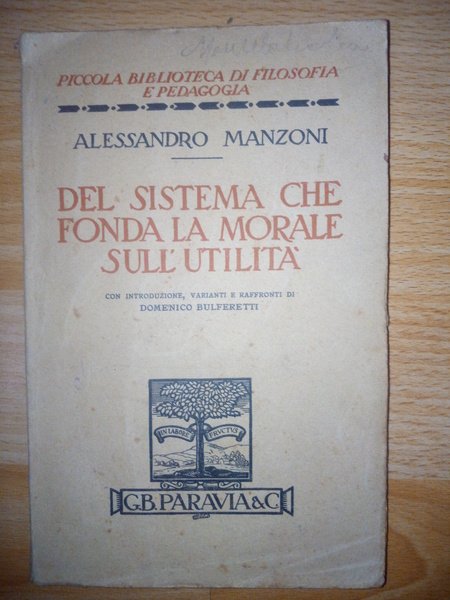 PICCOLA BIBLIOTECA DI FILOSOFIA
E PEDAGOGIA
ALESSANDRO MANZONI
DEL SISTEMA CHE
FONDA LA MORALE
SULL'UTILITÀ
CON INTRODUZIONE, VARIANTI E RAFFRONTI DI
DOMENICO BULFERETTI
IN LABORE FRVCTVS
G.B. PARAVIA & C.